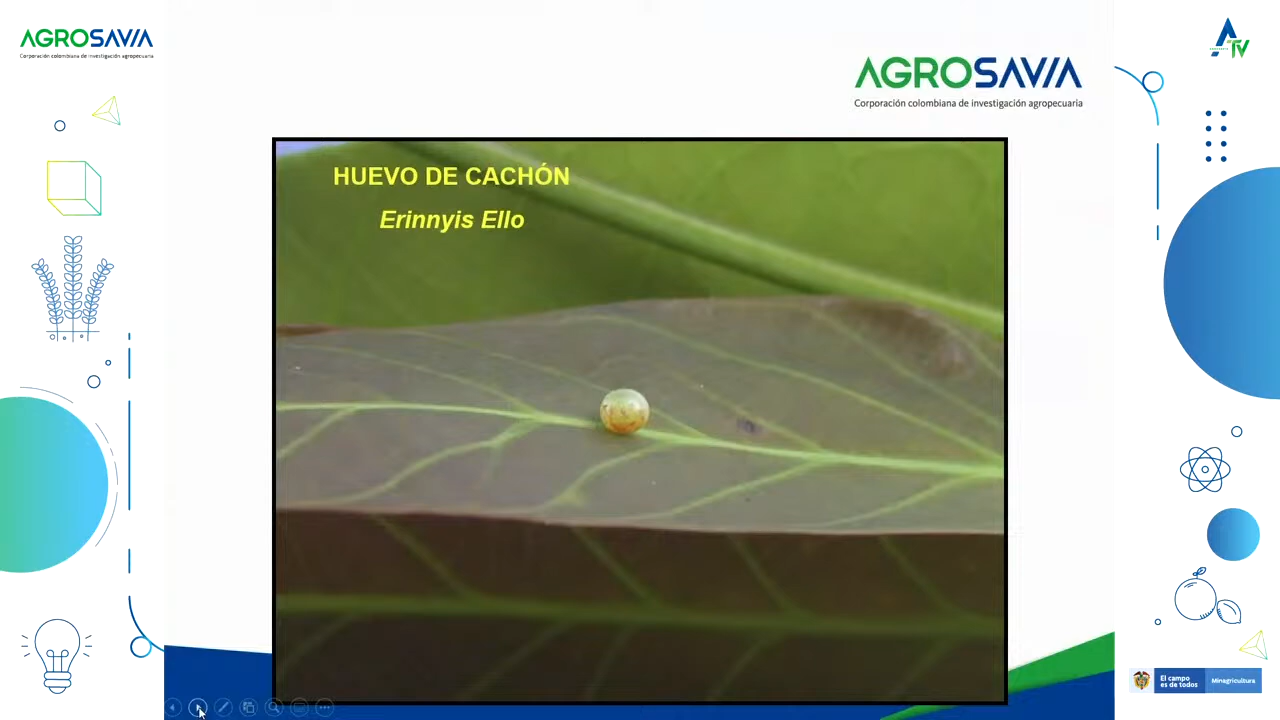 AGROSAVIA
Corporación colombiana de investigación agropecuaria
AGROSAVIA
Corporación colombiana de investigación agropecuaria
TV
HUEVO DE CACHÓN
Erinnyis Ello
El campo
es de todos
Minagricultura